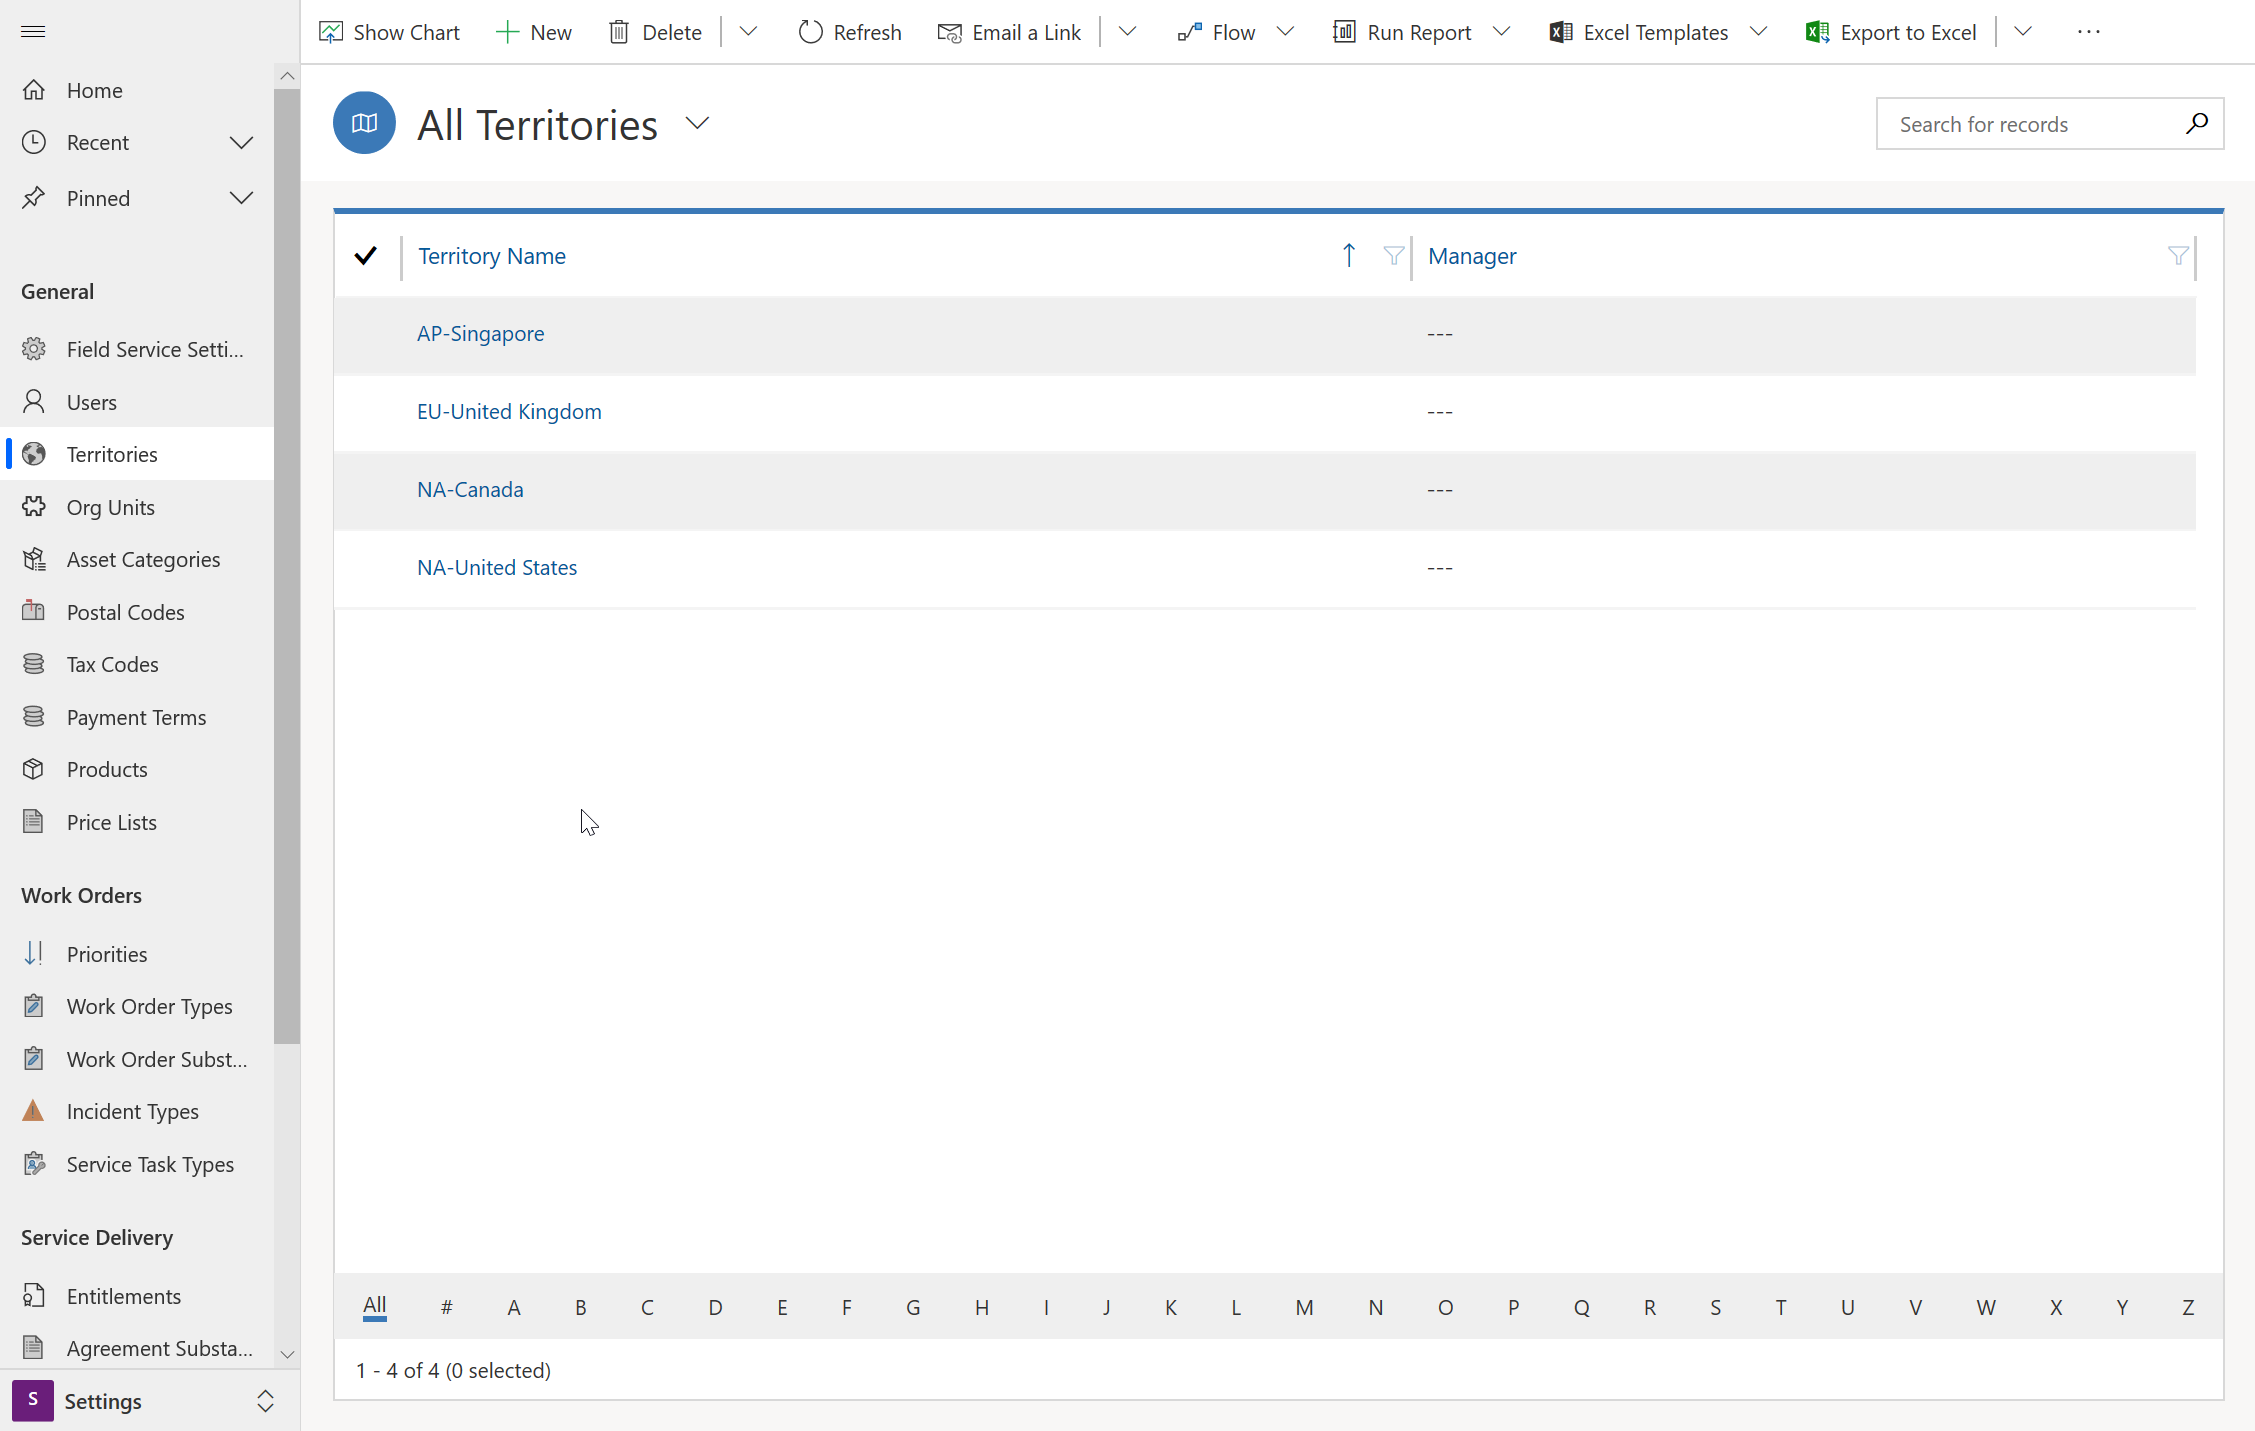 Show Chart
New
Delete
Refresh
Email a Link
Flow
Run Report
Excel Templates
Export to Excel
Home
Recent
Pinned
General
Field Service Setti...
Users
Territories
Org Units
Asset Categories
Postal Codes
Tax Codes
Payment Terms
Products
Price Lists
Work Orders
Priorities
Work Order Types
Work Order Subst...
Incident Types
Service Task Types
Service Delivery
Entitlements
Agreement Substa...
S Settings
All Territories
Search for records
Territory Name Manager
AP-Singapore ---
EU-United Kingdom ---
NA-Canada ---
NA-United States ---
All # A B C D E F G H I J K L M N O P Q R S T U V W X Y Z
1 - 4 of 4 (0 selected)